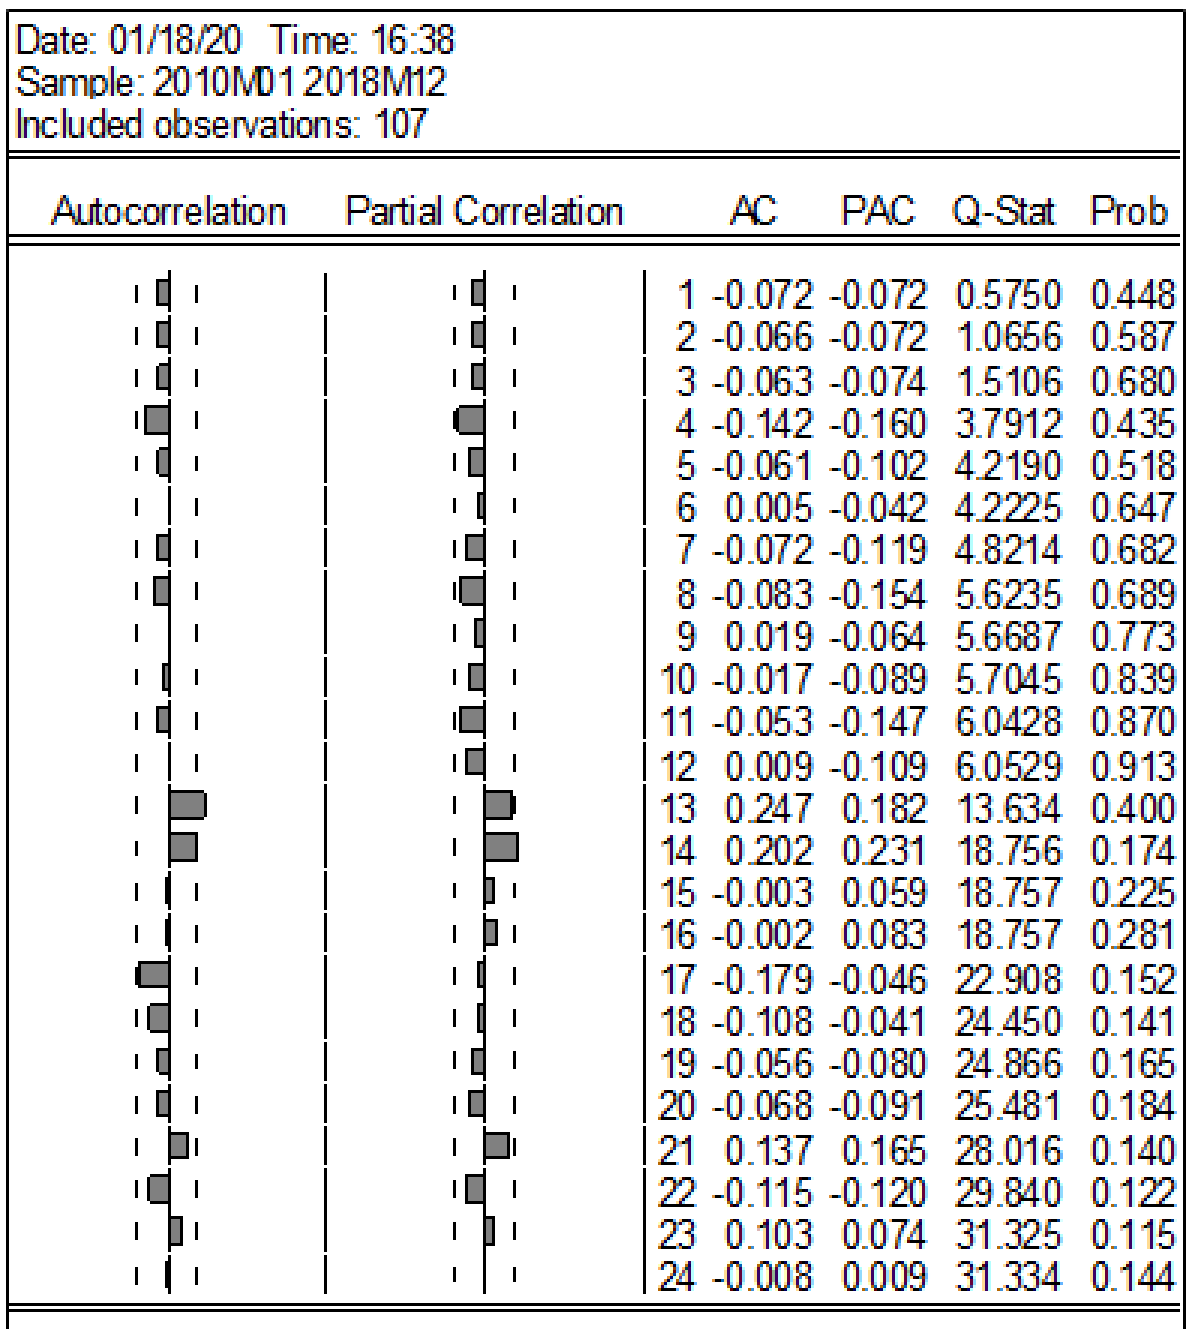 Date: 01/18/20 Time: 16:38
Sample: 2010M01 2018M12
Included observations: 107
Autocorrelation Partial Correlation AC PAC Q-Stat Prob
1 -0.072 -0.072 0.5750 0.448
2 -0.066 -0.072 1.0656 0.587
3 -0.063 -0.074 1.5106 0.680
4 -0.142 -0.160 3.7912 0.435
5 -0.061 -0.102 4.2190 0.518
6 0.005 -0.042 4.2225 0.647
7 -0.072 -0.119 4.8214 0.682
8 -0.083 -0.154 5.6235 0.689
9 0.019 -0.064 5.6687 0.773
10 -0.017 -0.089 5.7045 0.839
11 -0.053 -0.147 6.0428 0.870
12 0.009 -0.109 6.0529 0.913
13 0.247 0.182 13.634 0.400
14 0.202 0.231 18.756 0.174
15 -0.003 0.059 18.757 0.225
16 -0.002 0.083 18.757 0.281
17 -0.179 -0.046 22.908 0.152
18 -0.108 -0.041 24.450 0.141
19 -0.056 -0.080 24.866 0.165
20 -0.068 -0.091 25.481 0.184
21 0.137 0.165 28.016 0.140
22 -0.115 -0.120 29.840 0.122
23 0.103 0.074 31.325 0.115
24 -0.008 0.009 31.334 0.144